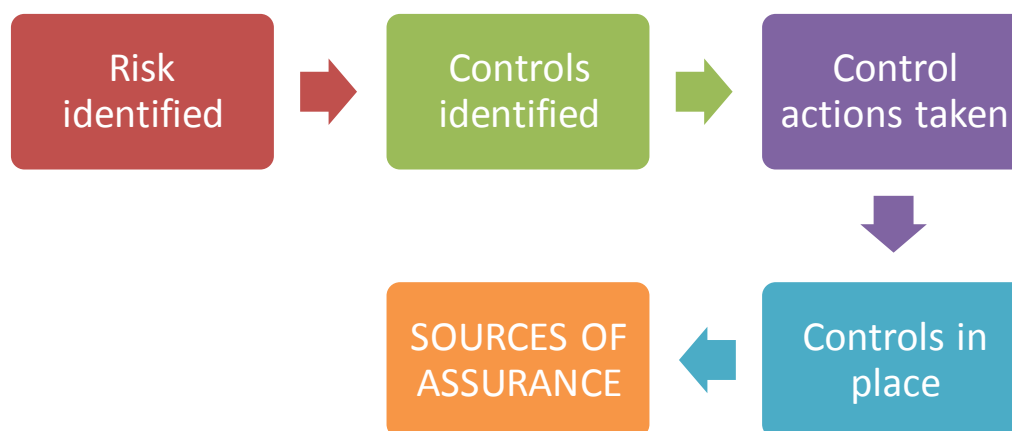 Risk
identified
Controls
identified
Control
actions taken
SOURCES OF
ASSURANCE
Controls in
place